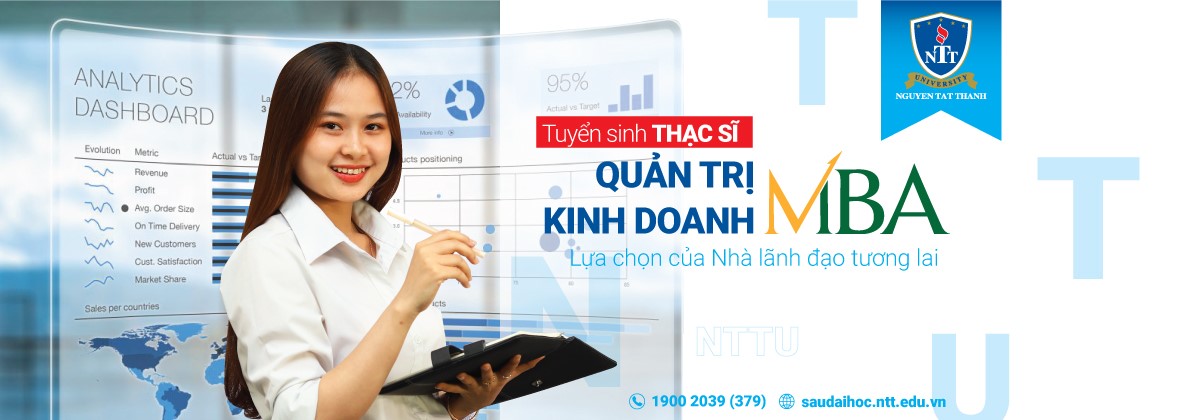 ANALYTICS
DASHBOARD
2%
Availability
More info
95%
Actual vs Target
Evolution Metric Actual vs Ta
Revenue
Profit
Avg. Order Size
On Time Delivery
New Customers
Cust. Satisfaction
Market Share
Sales per countries
ucts positioning
ucts
Tuyển sinh THẠC SĨ
QUẢN TRỊ
KINH DOANH
MBA
Lựa chọn của Nhà lãnh đạo tương lai
NTT
UNIVERSITY
NGUYEN TAT THANH
N
T
T
U
NTTU
1900 2039 (379) saudaihoc.ntt.edu.vn